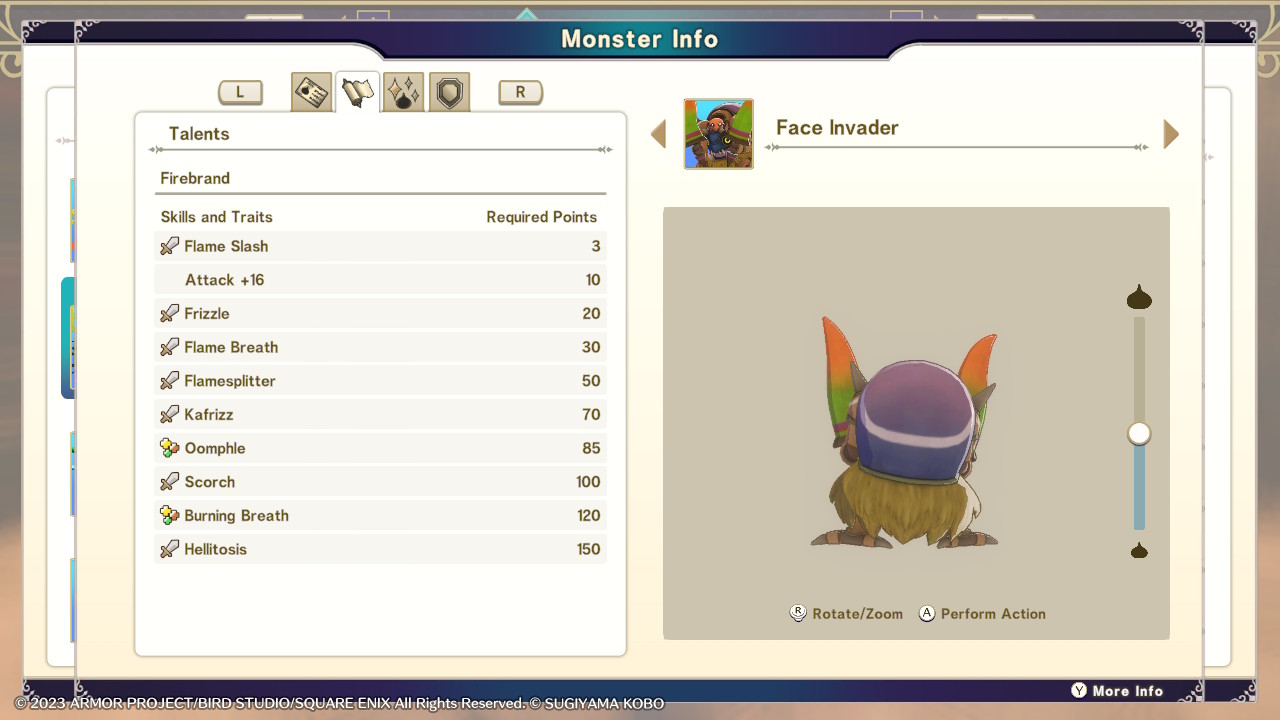 Monster Info
L
R
Talents
Face Invader
Firebrand
Skills and Traits Required Points
Flame Slash 3
Attack +16 10
Frizzle 20
Flame Breath 30
Flamesplitter 50
Kafrizz 70
Oomphle 85
Scorch 100
Burning Breath 120
Hellitosis 150
R Rotate/Zoom A Perform Action
Y More Info
© 2023 ARMOR PROJECT/BIRD STUDIO/SQUARE ENIX All Rights Reserved. © SUGIYAMA KOBO